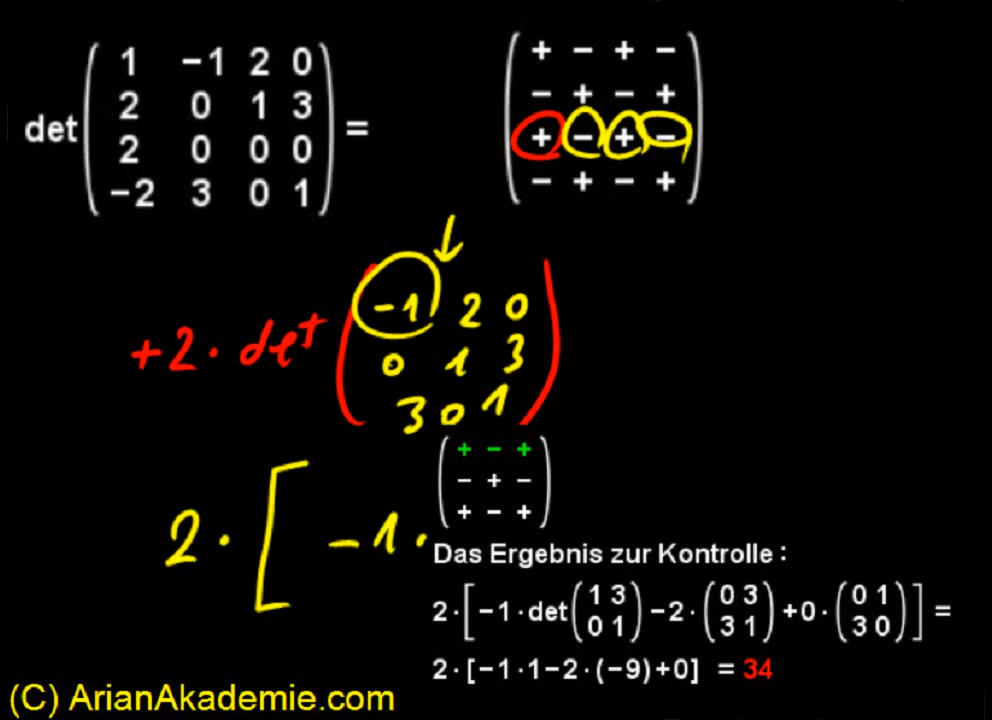 det ( 1 −1 2 0 ) = ( + − + − )
( 2 0 1 3 ) ( − + − + )
( 2 0 0 0 ) ( + − + − )
( −2 3 0 1 ) ( − + − + )
+2 · det ( −1 2 0 )
( 0 1 3 )
( 3 0 1 )
( + − + )
( − + − )
( + − + )
2 · [ −1 ·
Das Ergebnis zur Kontrolle :
2 · [ −1 · det ( 1 3 ) − 2 · ( 0 3 ) + 0 · ( 0 1 ) ] =
( 0 1 ) ( 3 1 ) ( 3 0 )
2 · [ −1 · 1 − 2 · (−9) + 0 ] = 34
(C) ArianAkademie.com